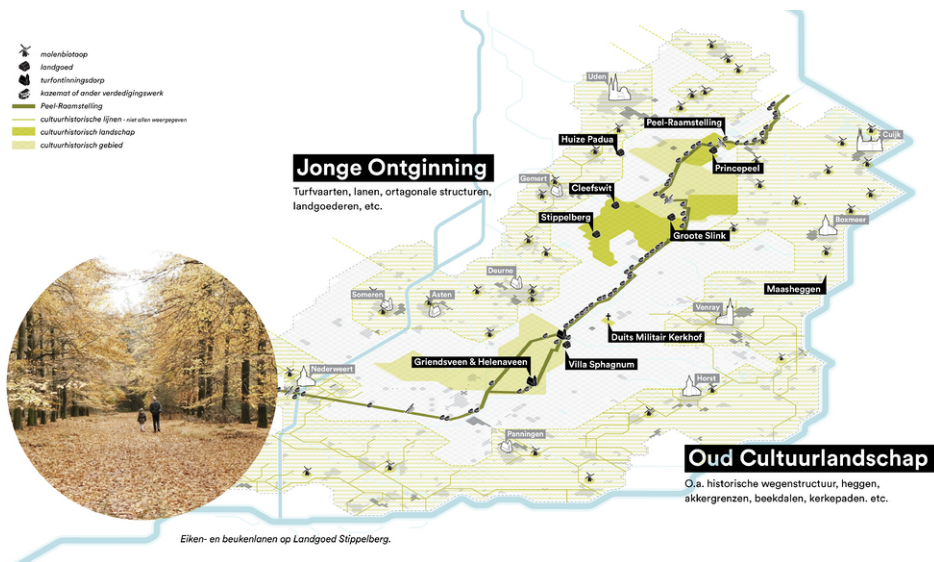 molenbiotoop
landgoed
turfontinningsdorp
kazemat of ander verdedigingswerk
Peel-Raamstelling
cultuurhistorische lijnen - niet allen weergegeven
cultuurhistorisch landschap
cultuurhistorisch gebied
Jonge Ontginning
Turfvaarten, lanen, ortagonale structuren,
landgoederen, etc.
Uden
Peel-Raamstelling
Huize Padua
Cuijk
Princepeel
Gemert
Cleefswit
Stippelberg
Groote Slink
Boxmeer
Deurne
Maasheggen
Someren
Asten
Venray
Duits Militair Kerkhof
Griendsveen & Helenaveen
Villa Sphagnum
Nederweert
Horst
Panningen
Oud Cultuurlandschap
O.a. historische wegenstructuur, heggen,
akkergrenzen, beekdalen, kerkepaden. etc.
Eiken- en beukenlanen op Landgoed Stippelberg.